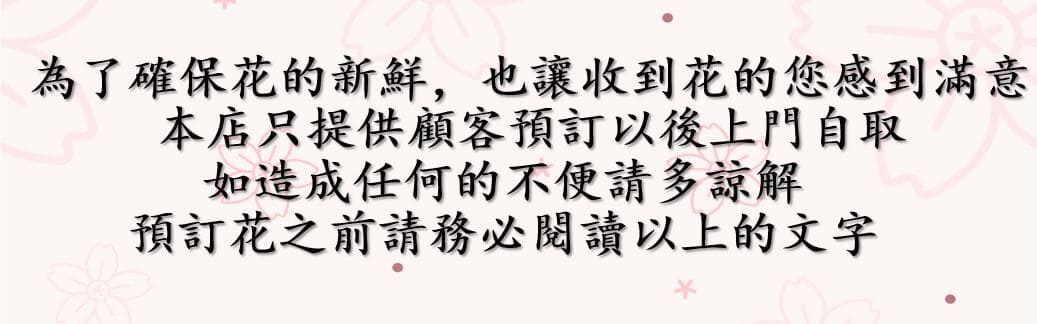 為了確保花的新鮮，也讓收到花的您感到滿意
本店只提供顧客預訂以後上門自取
如造成任何的不便請多諒解
預訂花之前請務必閱讀以上的文字